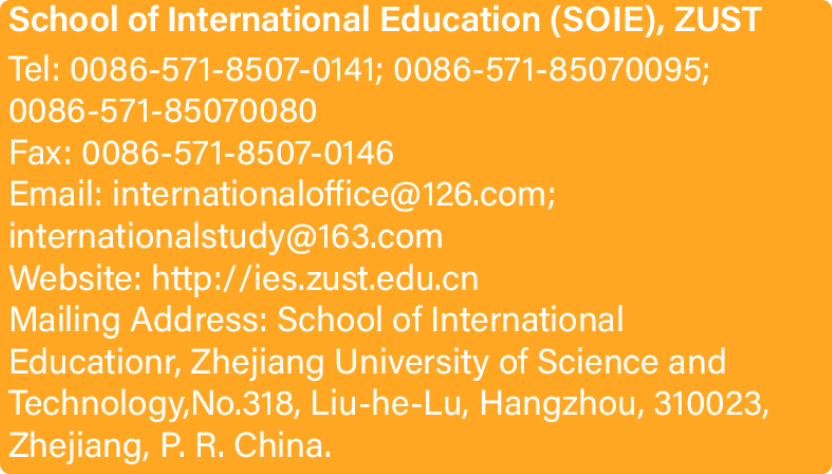 School of International Education (SOIE), ZUST
Tel: 0086-571-8507-0141; 0086-571-85070095;
0086-571-85070080
Fax: 0086-571-8507-0146
Email: internationaloffice@126.com;
internationalstudy@163.com
Website: http://ies.zust.edu.cn
Mailing Address: School of International
Educationr, Zhejiang University of Science and
Technology,No.318, Liu-he-Lu, Hangzhou, 310023,
Zhejiang, P. R. China.